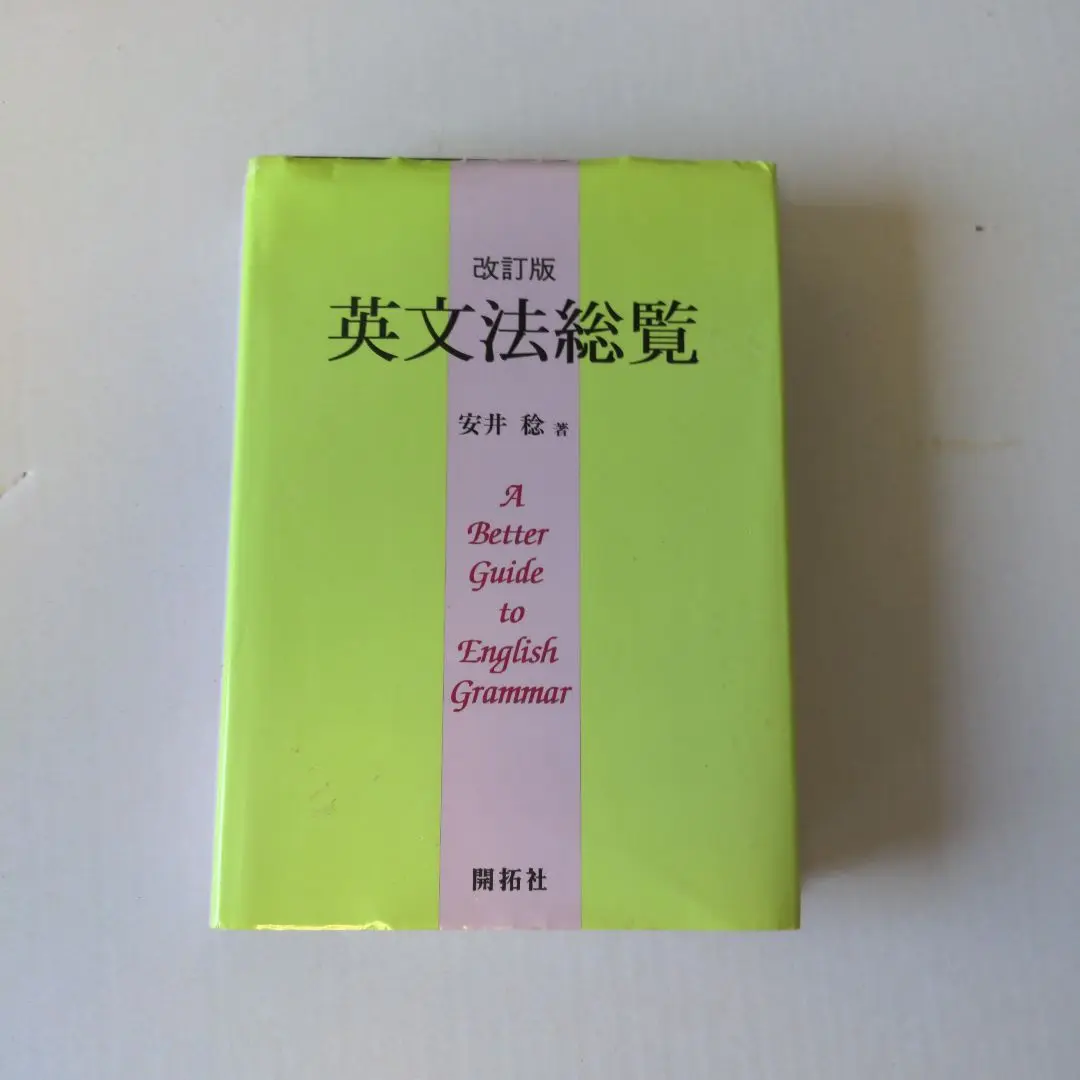 改訂版
英文法総覧
安井 稔 著
A
Better
Guide
to
English
Grammar
開拓社